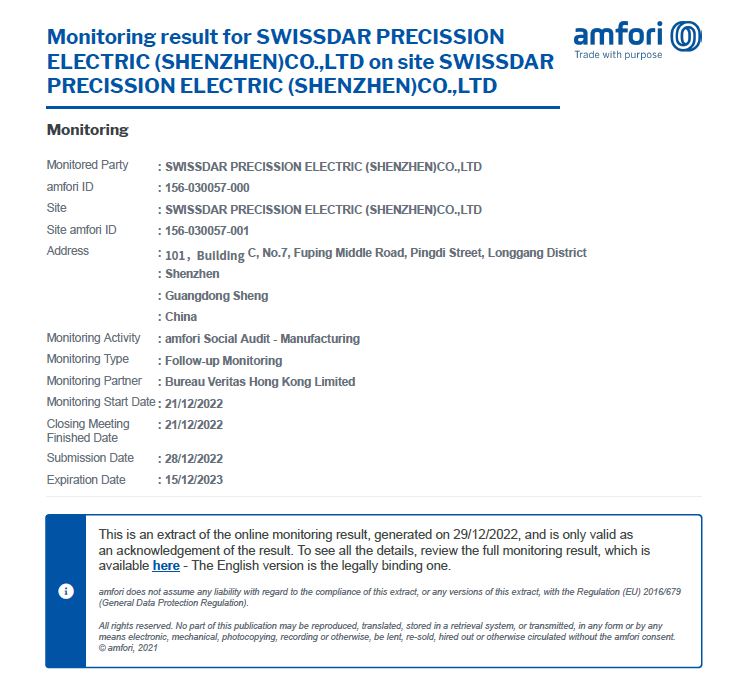 Monitoring result for SWISSDAR PRECISSION
ELECTRIC (SHENZHEN)CO.,LTD on site SWISSDAR
PRECISSION ELECTRIC (SHENZHEN)CO.,LTD
amfori
Trade with purpose
Monitoring
Monitored Party : SWISSDAR PRECISSION ELECTRIC (SHENZHEN)CO.,LTD
amfori ID : 156-030057-000
Site : SWISSDAR PRECISSION ELECTRIC (SHENZHEN)CO.,LTD
Site amfori ID : 156-030057-001
Address : 101, Building C, No.7, Fuping Middle Road, Pingdi Street, Longgang District
: Shenzhen
: Guangdong Sheng
: China
Monitoring Activity : amfori Social Audit - Manufacturing
Monitoring Type : Follow-up Monitoring
Monitoring Partner : Bureau Veritas Hong Kong Limited
Monitoring Start Date : 21/12/2022
Closing Meeting : 21/12/2022
Finished Date
Submission Date : 28/12/2022
Expiration Date : 15/12/2023
This is an extract of the online monitoring result, generated on 29/12/2022, and is only valid as
an acknowledgement of the result. To see all the details, review the full monitoring result, which is
available here - The English version is the legally binding one.
amfori does not assume any liability with regard to the compliance of this extract, or any versions of this extract, with the Regulation (EU) 2016/679
(General Data Protection Regulation).
All rights reserved. No part of this publication may be reproduced, translated, stored in a retrieval system, or transmitted, in any form or by any
means electronic, mechanical, photocopying, recording or otherwise, be lent, re-sold, hired out or otherwise circulated without the amfori consent.
© amfori, 2021